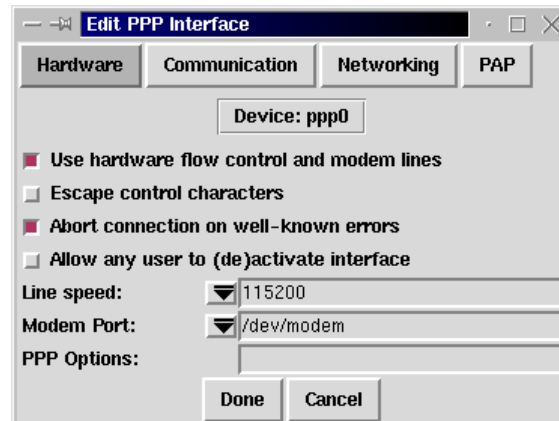 Edit PPP Interface
Hardware Communication Networking PAP
Device: ppp0
Use hardware flow control and modem lines
Escape control characters
Abort connection on well-known errors
Allow any user to (de)activate interface
Line speed: 115200
Modem Port: /dev/modem
PPP Options:
Done Cancel